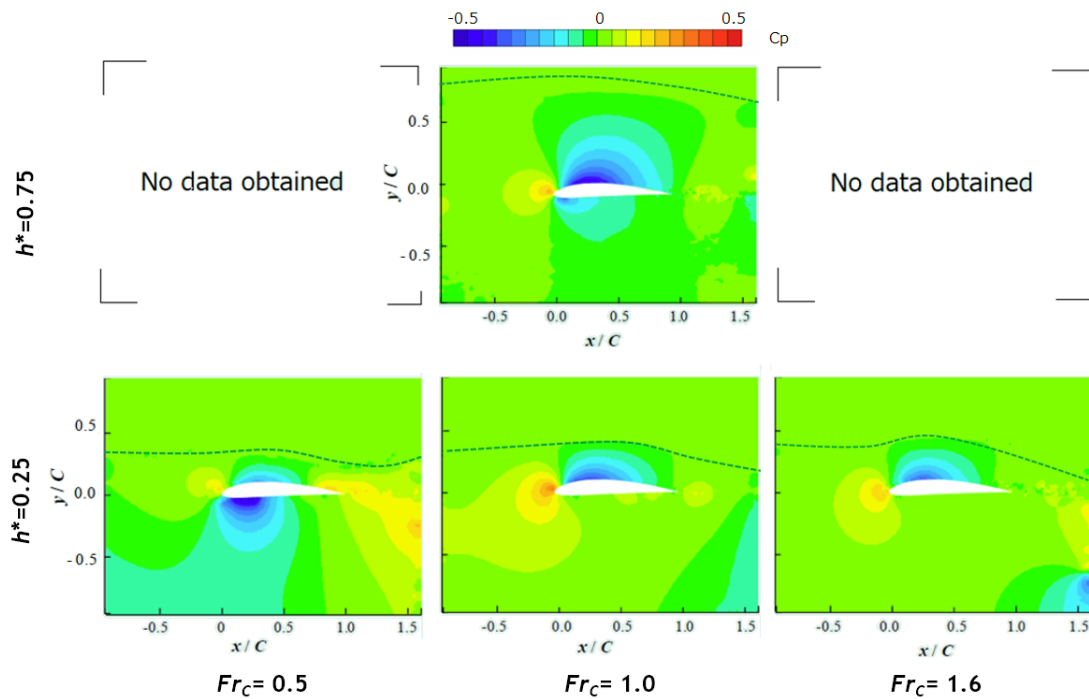 -0.5 0 0.5
Cp
h*=0.75
No data obtained
y / C
0.5
0.0
-0.5
-0.5 0.0 0.5 1.0 1.5
x / C
No data obtained
h*=0.25
y / C
0.5
0.0
-0.5
-0.5 0 0.5 1.0 1.5
x / C
-0.5 0.0 0.5 1.0 1.5
x / C
-0.5 0.0 0.5 1.0 1.5
x / C
FrC= 0.5
FrC= 1.0
FrC= 1.6